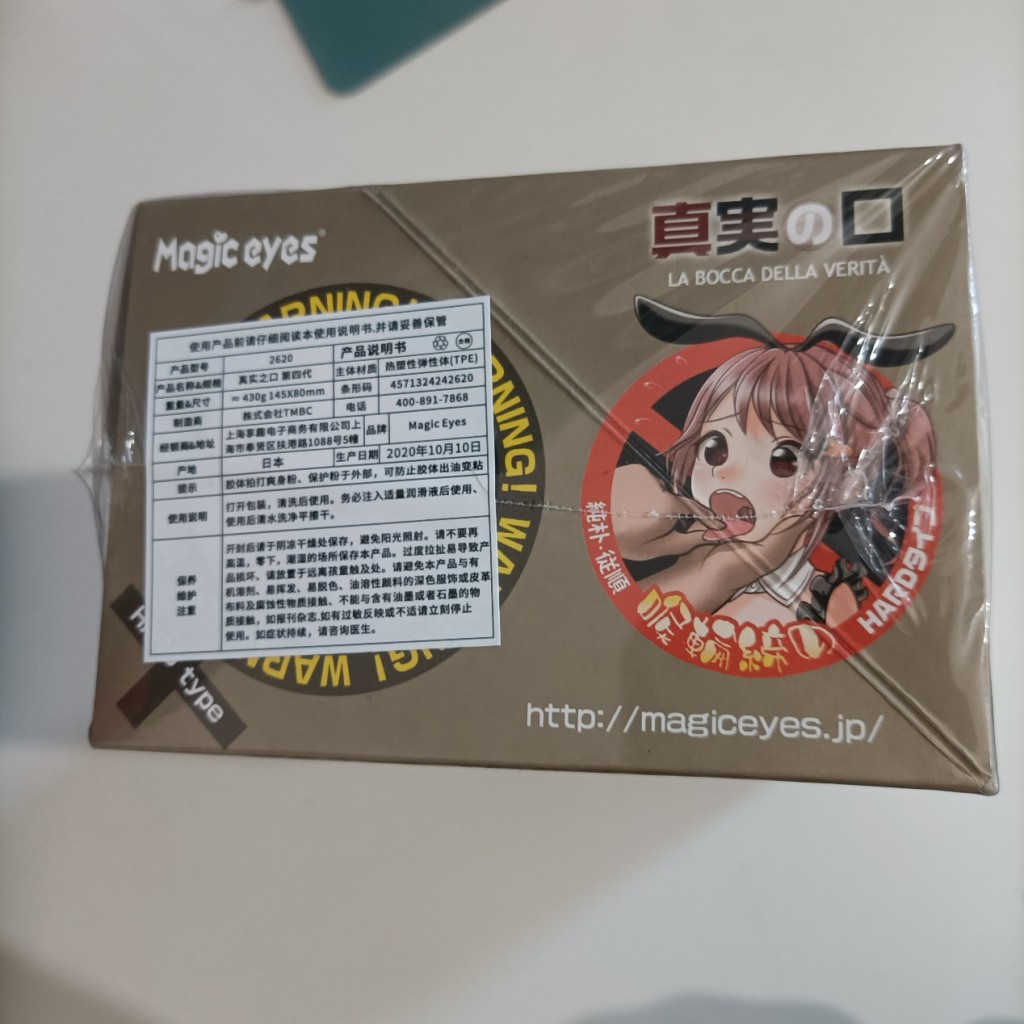 Magic eyes
真実の口
LA BOCCA DELLA VERITÀ
使用产品前请仔细阅读本使用说明书,并请妥善保管
产品型号 2620 产品说明书
产品名称&规格 真实之口 第四代 主体材质 热塑性弹性体(TPE)
重量&尺寸 ≈ 430g 145X80mm 条形码 4571324242620
制造商 株式会社TMBC 电话 400-891-7868
经销商&地址 上海享趣电子商务有限公司上海市奉贤区扶港路1088号5幢 品牌 Magic Eyes
产地 日本 生产日期 2020年10月10日
提示 胶体拍打爽身粉、保护粉于外部,可防止胶体出油变粘
使用说明 打开包装,清洗后使用。务必注入适量润滑液后使用、
使用后清水洗净平擦干。
保养维护注意 开封后请于阴凉干燥处保存,避免阳光照射。请不要再
高温,零下,潮湿的场所保存本产品。过度拉扯易导致产
品损坏、请放置于远离孩童触及处。请避免本产品与有
机溶剂、易挥发、易脱色、油溶性颜料的深色服饰或皮革
布料及腐蚀性物质接触、不能与含有油墨或者石墨的物
质接触,如报刊杂志.如有过敏反映或不适请立刻停止
使用。如症状持续,请咨询医生。
WARNING!
type
純朴·従順
HARDタイプ
http://magiceyes.jp/